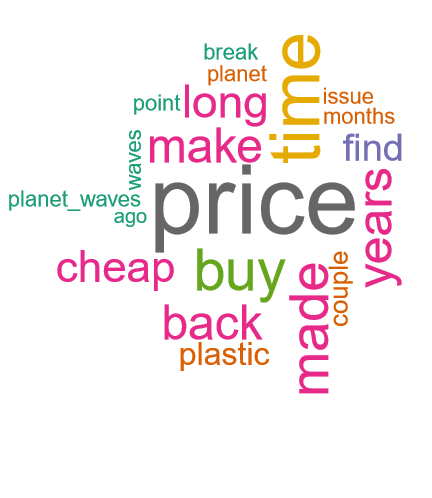 break
planet
time
issue
point
long
months
waves
make
find
planet_waves
price
years
ago
cheap
buy
couple
made
back
plastic